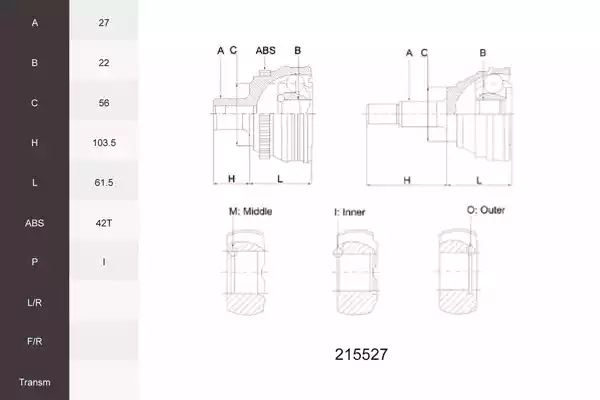 A 27
B 22
C 56
H 103.5
L 61.5
ABS 42T
P I
L/R
F/R
Transm
A C ABS B
A C B
H L
H L
M: Middle I: Inner O: Outer
215527